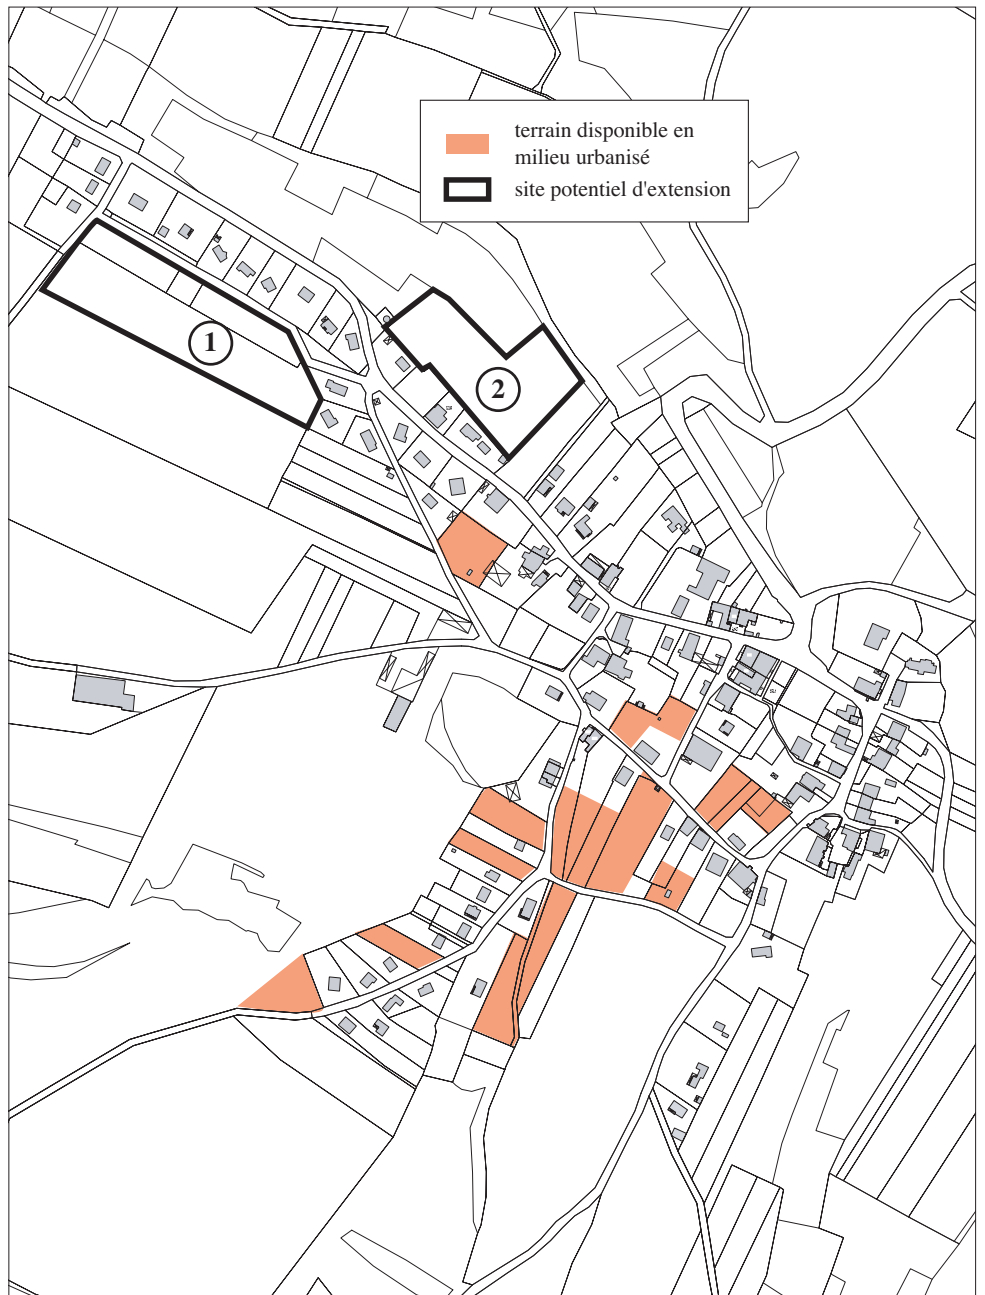 terrain disponible en
milieu urbanisé
site potentiel d'extension
1
2